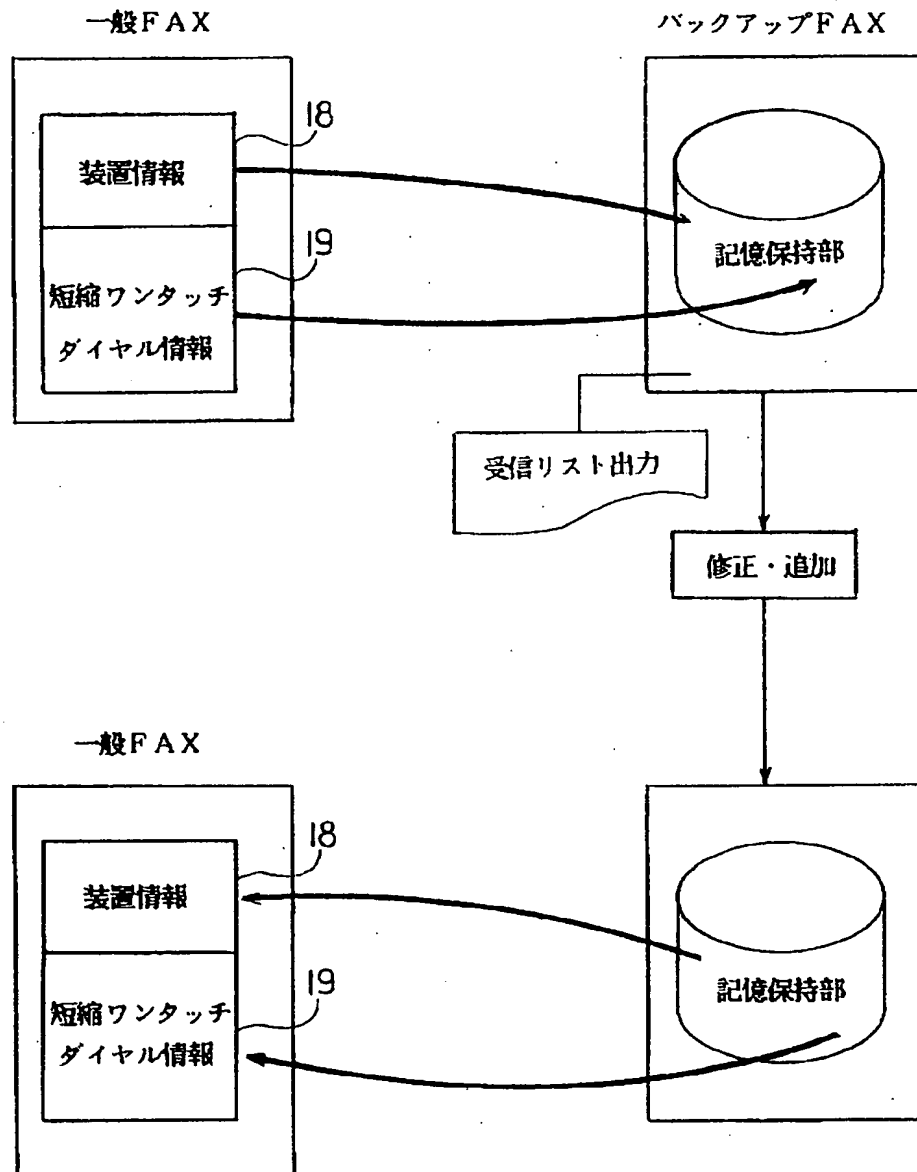 一般FAX
バックアップFAX
18
装置情報
19
短縮ワンタッチ
ダイヤル情報
記憶保持部
受信リスト出力
修正・追加
一般FAX
18
装置情報
19
短縮ワンタッチ
ダイヤル情報
記憶保持部